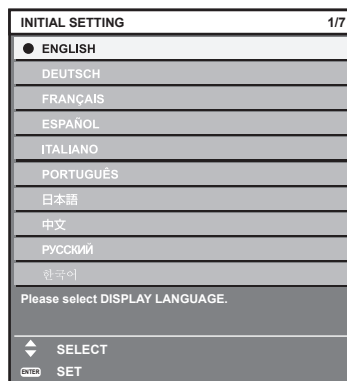 INITIAL SETTING 1/7
ENGLISH
DEUTSCH
FRANÇAIS
ESPAÑOL
ITALIANO
PORTUGUÊS
日本語
中文
РУССКИЙ
한국어
Please select DISPLAY LANGUAGE.
SELECT
ENTER SET